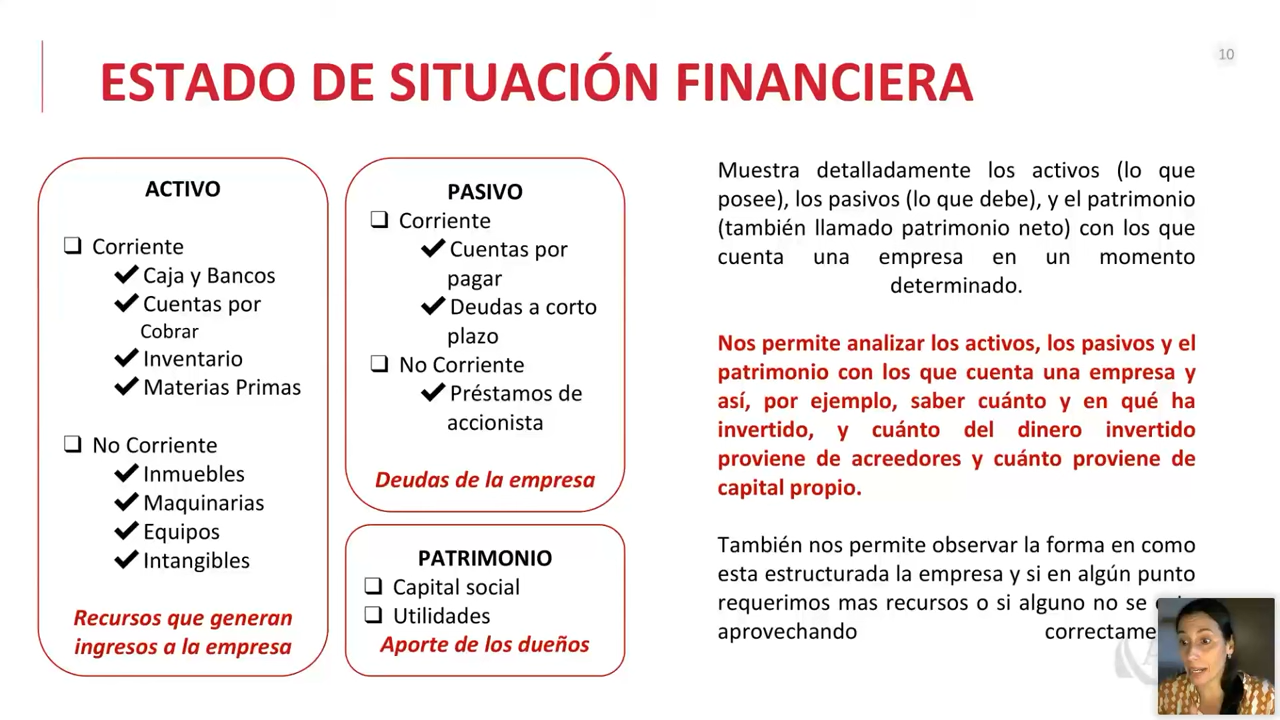 10
ESTADO DE SITUACIÓN FINANCIERA
ACTIVO
Corriente
Caja y Bancos
Cuentas por
Cobrar
Inventario
Materias Primas
No Corriente
Inmuebles
Maquinarias
Equipos
Intangibles
Recursos que generan
ingresos a la empresa
PASIVO
Corriente
Cuentas por
pagar
Deudas a corto
plazo
No Corriente
Préstamos de
accionista
Deudas de la empresa
PATRIMONIO
Capital social
Utilidades
Aporte de los dueños
Muestra detalladamente los activos (lo que
posee), los pasivos (lo que debe), y el patrimonio
(también llamado patrimonio neto) con los que
cuenta una empresa en un momento
determinado.
Nos permite analizar los activos, los pasivos y el
patrimonio con los que cuenta una empresa y
así, por ejemplo, saber cuánto y en qué ha
invertido, y cuánto del dinero invertido
proviene de acreedores y cuánto proviene de
capital propio.
También nos permite observar la forma en como
esta estructurada la empresa y si en algún punto
requerimos mas recursos o si alguno no se
aprovechando